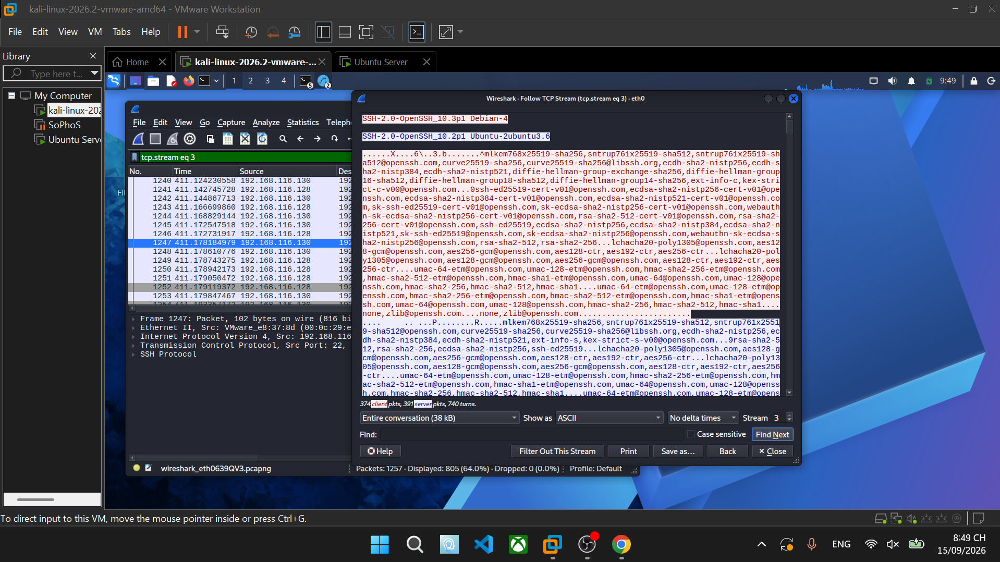 kali-linux-2026.2-vmware-amd64 - VMware Workstation
File Edit View VM Tabs Help
Library
Type here t...
My Computer
kali-linux-202
SoPhoS
Ubuntu Serv
Home
kali-linux-2026.2-vmware-...
Ubuntu Server
1 2 3 4
5
2
9:49
File Edit View Go Capture Analyze Statistics Teleph
tcp.stream eq 3
No. Time Source Des
1240 411.124230558 192.168.116.130 192
1241 411.142745728 192.168.116.128 192
1242 411.144867713 192.168.116.130 192
1243 411.166699860 192.168.116.128 192
1244 411.168829144 192.168.116.130 192
1245 411.172547518 192.168.116.130 192
1246 411.172731917 192.168.116.128 192
1247 411.178184979 192.168.116.130 192
1248 411.178610776 192.168.116.130 192
1249 411.178743275 192.168.116.128 192
1250 411.178942173 192.168.116.128 192
1251 411.179050472 192.168.116.128 192
1252 411.179119372 192.168.116.128 192
1253 411.179847467 192.168.116.130 192
1254 411.193357172 192.168.116.128 192
Frame 1247: Packet, 102 bytes on wire (816 bi
Ethernet II, Src: VMware_e8:37:8d (00:0c:29:e
Internet Protocol Version 4, Src: 192.168.116
Transmission Control Protocol, Src Port: 22,
SSH Protocol
wireshark_eth0639QV3.pcapng
Packets: 1257 · Displayed: 805 (64.0%) · Dropped: 0 (0.0%)
Profile: Default
Wireshark · Follow TCP Stream (tcp.stream eq 3) · eth0
SSH-2.0-OpenSSH_10.3p1 Debian-4
SSH-2.0-OpenSSH_10.2p1 Ubuntu-2ubuntu3.6
......X....6\..3.b.......^mlkem768x25519-sha256,sntrup761x25519-sha512,sntrup761x25519-sh
a512@openssh.com,curve25519-sha256,curve25519-sha256@libssh.org,ecdh-sha2-nistp256,ecdh-s
ha2-nistp384,ecdh-sha2-nistp521,diffie-hellman-group-exchange-sha256,diffie-hellman-group
16-sha512,diffie-hellman-group18-sha512,diffie-hellman-group14-sha256,ext-info-c,kex-stri
ct-c-v00@openssh.com...0ssh-ed25519-cert-v01@openssh.com,ecdsa-sha2-nistp256-cert-v01@ope
nssh.com,ecdsa-sha2-nistp384-cert-v01@openssh.com,ecdsa-sha2-nistp521-cert-v01@openssh.co
m,sk-ssh-ed25519-cert-v01@openssh.com,sk-ecdsa-sha2-nistp256-cert-v01@openssh.com,webauth
n-sk-ecdsa-sha2-nistp256-cert-v01@openssh.com,rsa-sha2-512-cert-v01@openssh.com,rsa-sha2-
256-cert-v01@openssh.com,ssh-ed25519,ecdsa-sha2-nistp256,ecdsa-sha2-nistp384,ecdsa-sha2-n
istp521,sk-ssh-ed25519@openssh.com,sk-ecdsa-sha2-nistp256@openssh.com,webauthn-sk-ecdsa-s
ha2-nistp256@openssh.com,rsa-sha2-512,rsa-sha2-256...lchacha20-poly1305@openssh.com,aes12
8-gcm@openssh.com,aes256-gcm@openssh.com,aes128-ctr,aes192-ctr,aes256-ctr...lchacha20-pol
y1305@openssh.com,aes128-gcm@openssh.com,aes256-gcm@openssh.com,aes128-ctr,aes192-ctr,aes
256-ctr....umac-64-etm@openssh.com,umac-128-etm@openssh.com,hmac-sha2-256-etm@openssh.com
,hmac-sha2-512-etm@openssh.com,hmac-sha1-etm@openssh.com,umac-64@openssh.com,umac-128@ope
nssh.com,hmac-sha2-256,hmac-sha2-512,hmac-sha1....umac-64-etm@openssh.com,umac-128-etm@op
enssh.com,hmac-sha2-256-etm@openssh.com,hmac-sha2-512-etm@openssh.com,hmac-sha1-etm@opens
sh.com,umac-64@openssh.com,umac-128@openssh.com,hmac-sha2-256,hmac-sha2-512,hmac-sha1....
none,zlib@openssh.com....none,zlib@openssh.com........................
.... .. ...P........R.....mlkem768x25519-sha256,sntrup761x25519-sha512,sntrup761x2551
9-sha512@openssh.com,curve25519-sha256,curve25519-sha256@libssh.org,ecdh-sha2-nistp256,ec
dh-sha2-nistp384,ecdh-sha2-nistp521,ext-info-s,kex-strict-s-v00@openssh.com...9rsa-sha2-5
12,rsa-sha2-256,ecdsa-sha2-nistp256,ssh-ed25519...lchacha20-poly1305@openssh.com,aes128-g
cm@openssh.com,aes256-gcm@openssh.com,aes128-ctr,aes192-ctr,aes256-ctr...lchacha20-poly13
05@openssh.com,aes128-gcm@openssh.com,aes256-gcm@openssh.com,aes128-ctr,aes192-ctr,aes256
-ctr....umac-64-etm@openssh.com,umac-128-etm@openssh.com,hmac-sha2-256-etm@openssh.com,hm
ac-sha2-512-etm@openssh.com,hmac-sha1-etm@openssh.com,umac-64@openssh.com,umac-128@openss
h.com,hmac-sha2-256,hmac-sha2-512,hmac-sha1....umac-64-etm@openssh.com,umac-128-etm@opens
374 client pkts, 391 server pkts, 740 turns.
Entire conversation (38 kB) Show as ASCII No delta times Stream 3
Find: Case sensitive Find Next
Help Filter Out This Stream Print Save as... Back Close
To direct input to this VM, move the mouse pointer inside or press Ctrl+G.
ENG
8:49 CH
15/09/2026